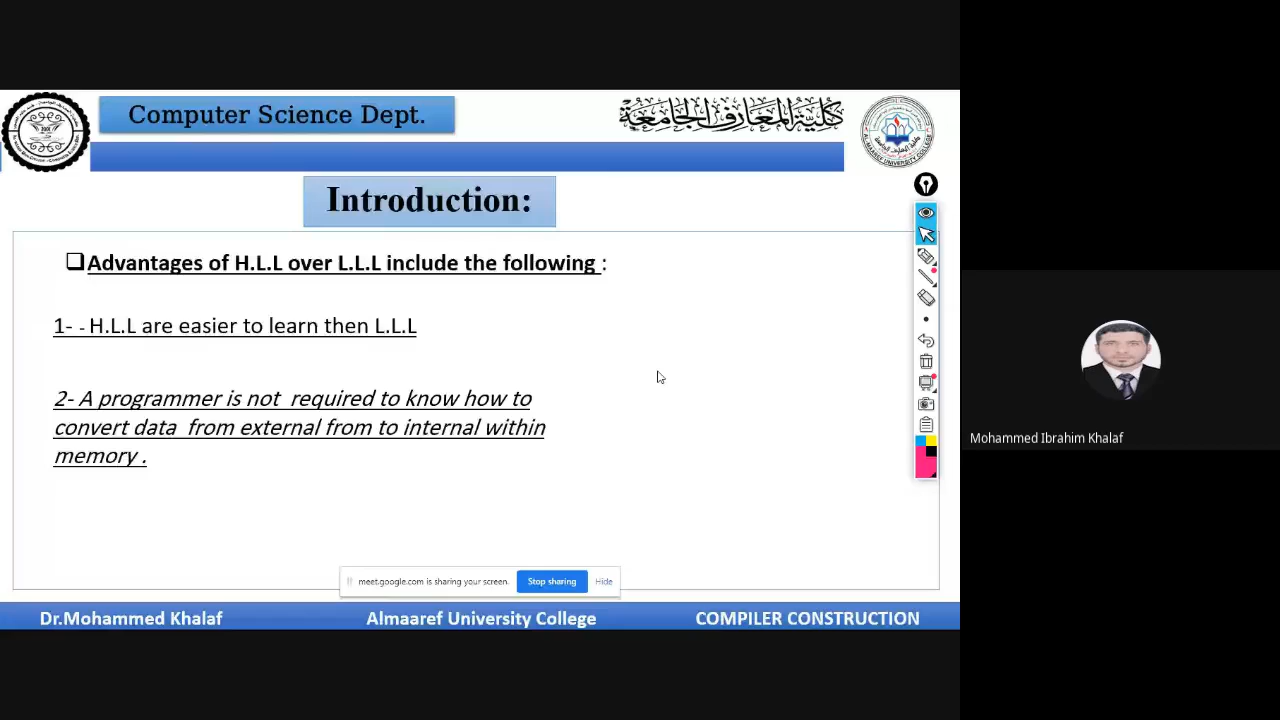 Computer Science Dept.
كلية المعارف الجامعة
Introduction:
Advantages of H.L.L over L.L.L include the following :
1- - H.L.L are easier to learn then L.L.L
2- A programmer is not required to know how to
convert data from external from to internal within
memory .
meet.google.com is sharing your screen.
Stop sharing
Hide
Dr.Mohammed Khalaf
Almaaref University College
COMPILER CONSTRUCTION
Mohammed Ibrahim Khalaf